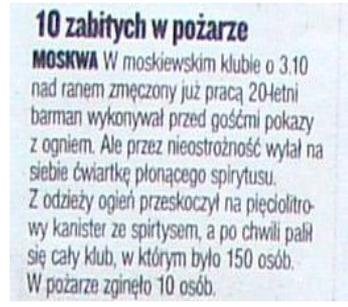 10 zabitych w pożarze
MOSKWA W moskiewskim klubie o 3.10
nad ranem zmęczony już pracą 20-letni
barman wykonywał przed gośćmi pokazy
z ogniem. Ale przez nieostrożność wylał na
siebie ćwiartkę płonącego spirytusu.
Z odzieży ogień przeskoczył na pięciolitro-
wy kanister ze spirtysem, a po chwili palił
się cały klub, w którym było 150 osób.
W pożarze zginęło 10 osób.